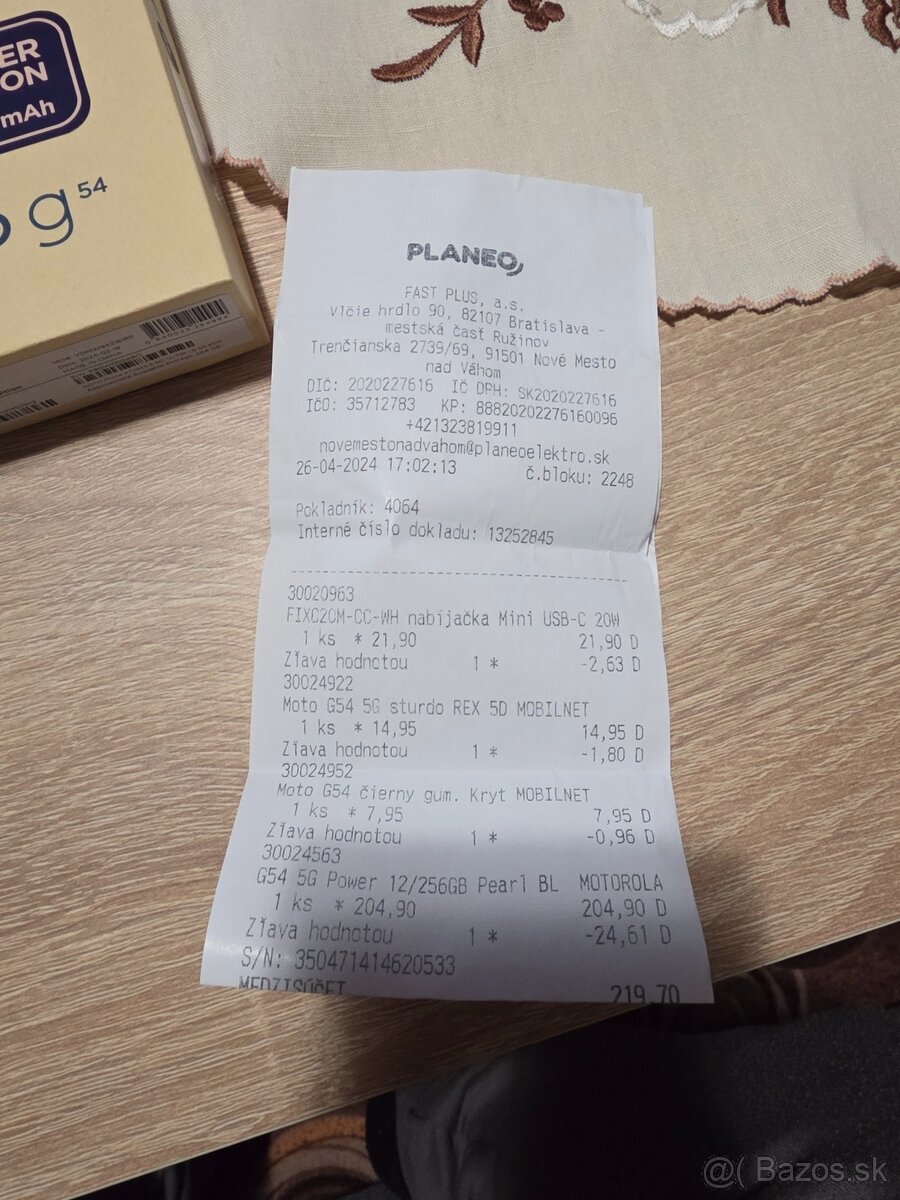 ER
ON
mAh
g54
PLANEO
FAST PLUS, a.s.
Vlčie hrdlo 90, 82107 Bratislava -
mestská časť Ružinov
Trenčianska 2739/69, 91501 Nové Mesto
nad Váhom
DIČ: 2020227616 IČ DPH: SK2020227616
IČO: 35712783 KP: 88820202276160096
+421323819911
novemestonadvahom@planeoelektro.sk
26-04-2024 17:02:13 č.bloku: 2248
Pokladník: 4064
Interné číslo dokladu: 13252845
30020963
FIXC20M-CC-WH nabíjačka Mini USB-C 20W
1 ks * 21,90 21,90 D
Zľava hodnotou 1 * -2,63 D
30024922
Moto G54 5G sturdo REX 5D MOBILNET
1 ks * 14,95 14,95 D
Zľava hodnotou 1 * -1,80 D
30024952
Moto G54 čierny gum. Kryt MOBILNET
1 ks * 7,95 7,95 D
Zľava hodnotou 1 * -0,96 D
30024563
G54 5G Power 12/256GB Pearl BL MOTOROLA
1 ks * 204,90 204,90 D
Zľava hodnotou 1 * -24,61 D
S/N: 350471414620533
MEDZISÚČET 219,70
@( Bazos.sk